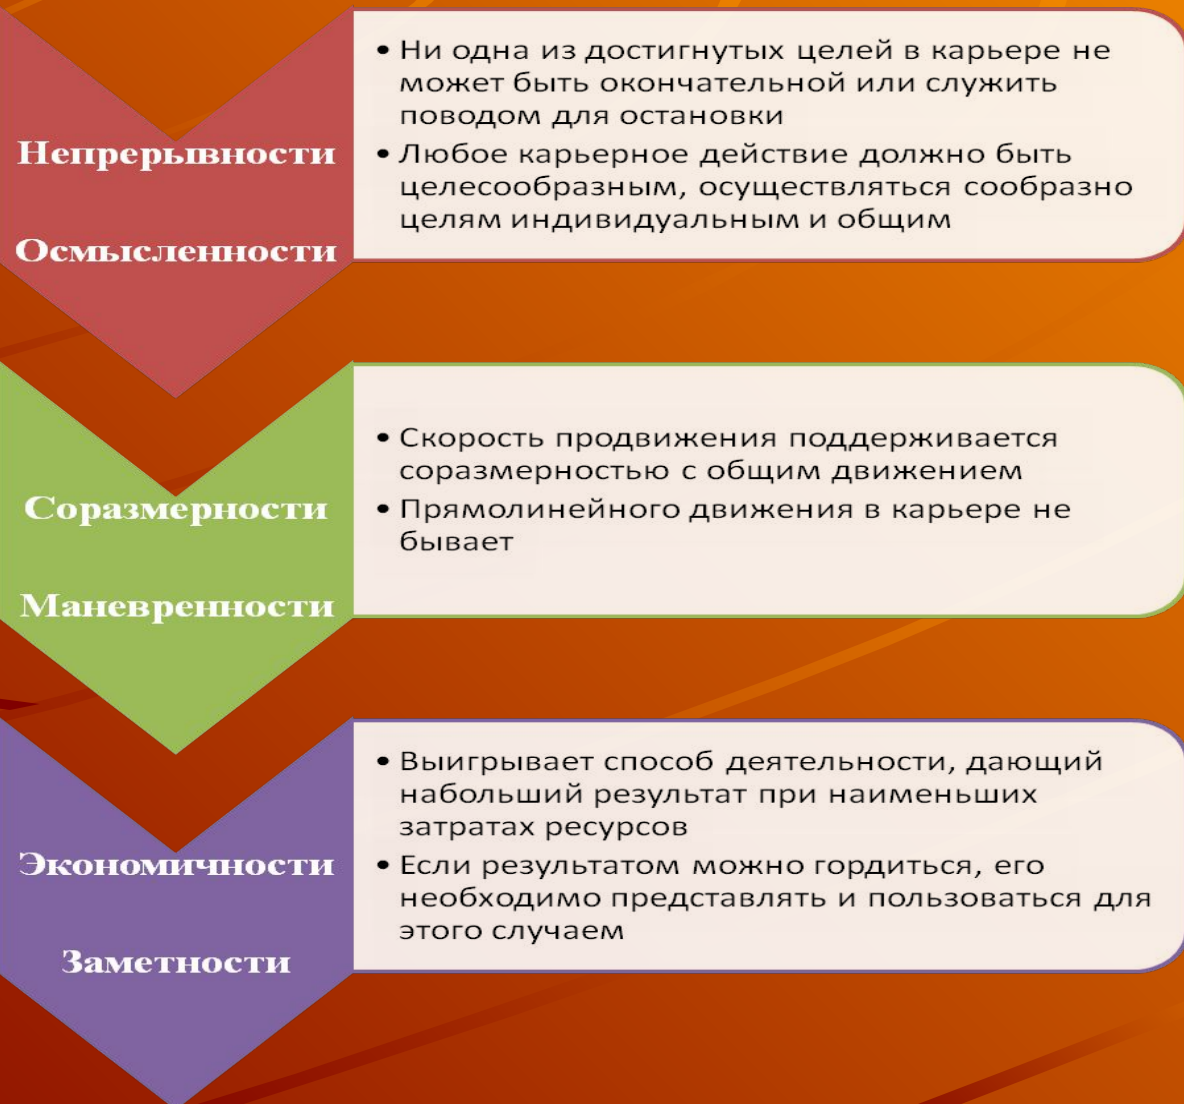 Непрерывности
Осмысленности
• Ни одна из достигнутых целей в карьере не
может быть окончательной или служить
поводом для остановки
• Любое карьерное действие должно быть
целесообразным, осуществляться сообразно
целям индивидуальным и общим
Соразмерности
Маневренности
• Скорость продвижения поддерживается
соразмерностью с общим движением
• Прямолинейного движения в карьере не
бывает
Экономичности
Заметности
• Выигрывает способ деятельности, дающий
набольший результат при наименьших
затратах ресурсов
• Если результатом можно гордиться, его
необходимо представлять и пользоваться для
этого случаем